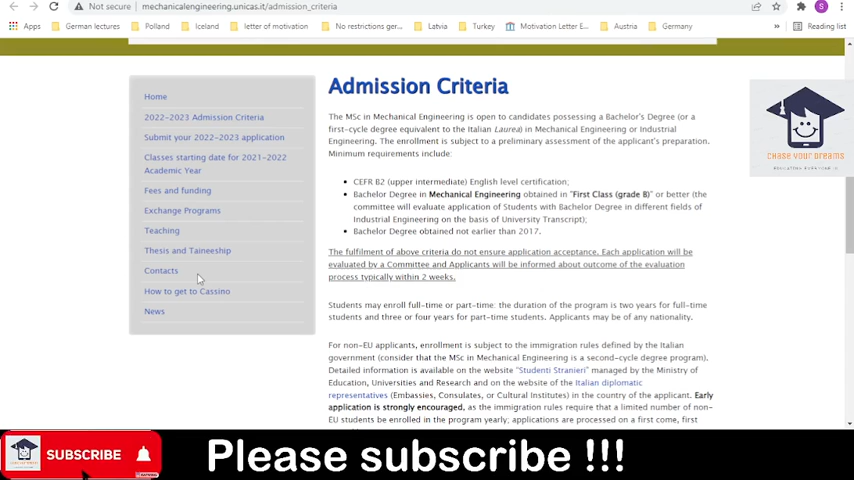 Not secure | mechanicalengineering.unicas.it/admission_criteria
Apps German lectures Poland Iceland letter of motivation No restrictions ger... Latvia Turkey Motivation Letter E... Austria Germany » Reading list
Home
2022-2023 Admission Criteria
Submit your 2022-2023 application
Classes starting date for 2021-2022
Academic Year
Fees and funding
Exchange Programs
Teaching
Thesis and Taineeship
Contacts
How to get to Cassino
News
Admission Criteria
The MSc in Mechanical Engineering is open to candidates possessing a Bachelor's Degree (or a
first-cycle degree equivalent to the Italian Laurea) in Mechanical Engineering or Industrial
Engineering. The enrollment is subject to a preliminary assessment of the applicant's preparation.
Minimum requirements include:
• CEFR B2 (upper intermediate) English level certification;
• Bachelor Degree in Mechanical Engineering obtained in "First Class (grade B)" or better (the
committee will evaluate application of Students with Bachelor Degree in different fields of
Industrial Engineering on the basis of University Transcript);
• Bachelor Degree obtained not earlier than 2017.
The fulfilment of above criteria do not ensure application acceptance. Each application will be
evaluated by a Committee and Applicants will be informed about outcome of the evaluation
process typically within 2 weeks.
Students may enroll full-time or part-time: the duration of the program is two years for full-time
students and three or four years for part-time students. Applicants may be of any nationality.
For non-EU applicants, enrollment is subject to the immigration rules defined by the Italian
government (consider that the MSc in Mechanical Engineering is a second-cycle degree program).
Detailed information is available on the website "Studenti Stranieri" managed by the Ministry of
Education, Universities and Research and on the website of the Italian diplomatic
representatives (Embassies, Consulates, or Cultural Institutes) in the country of the applicant. Early
application is strongly encouraged, as the immigration rules require that a limited number of non-
EU students be enrolled in the program yearly; applications are processed on a first come, first
CHASE YOUR DREAMS
SUBSCRIBE
Please subscribe !!!